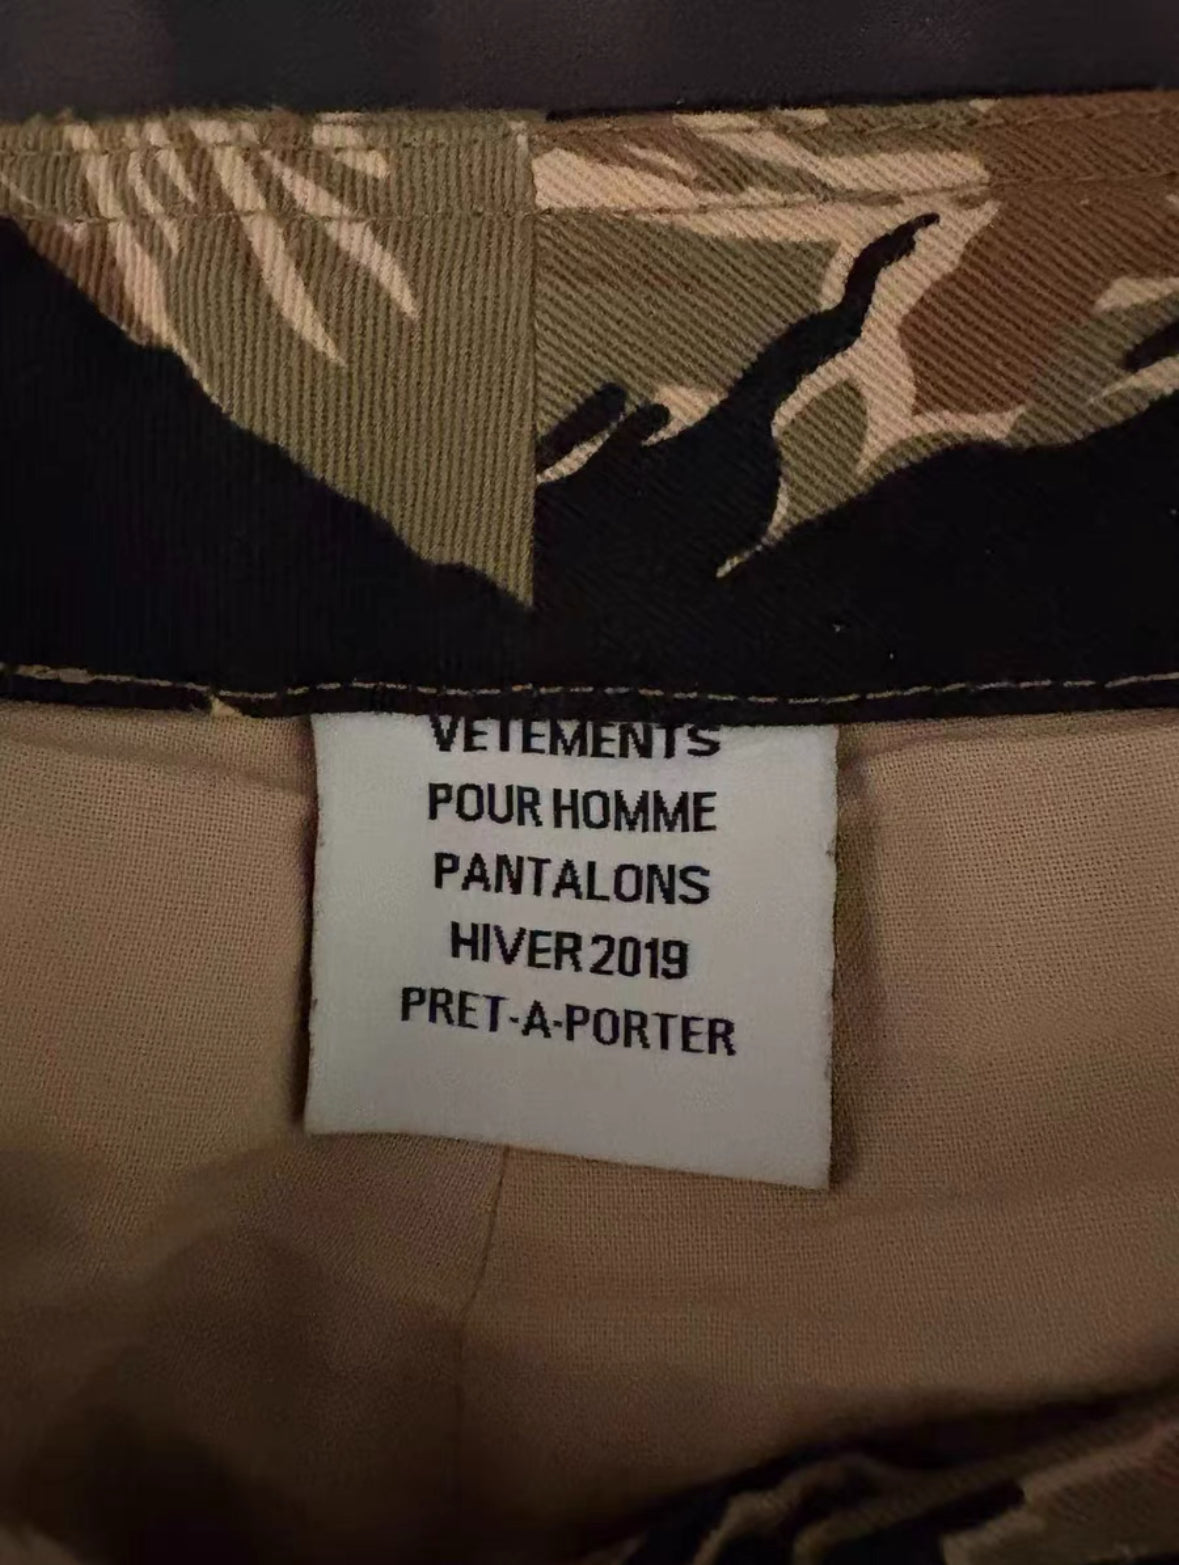 VETEMENTS
POUR HOMME
PANTALONS
HIVER 2019
PRET-A-PORTER